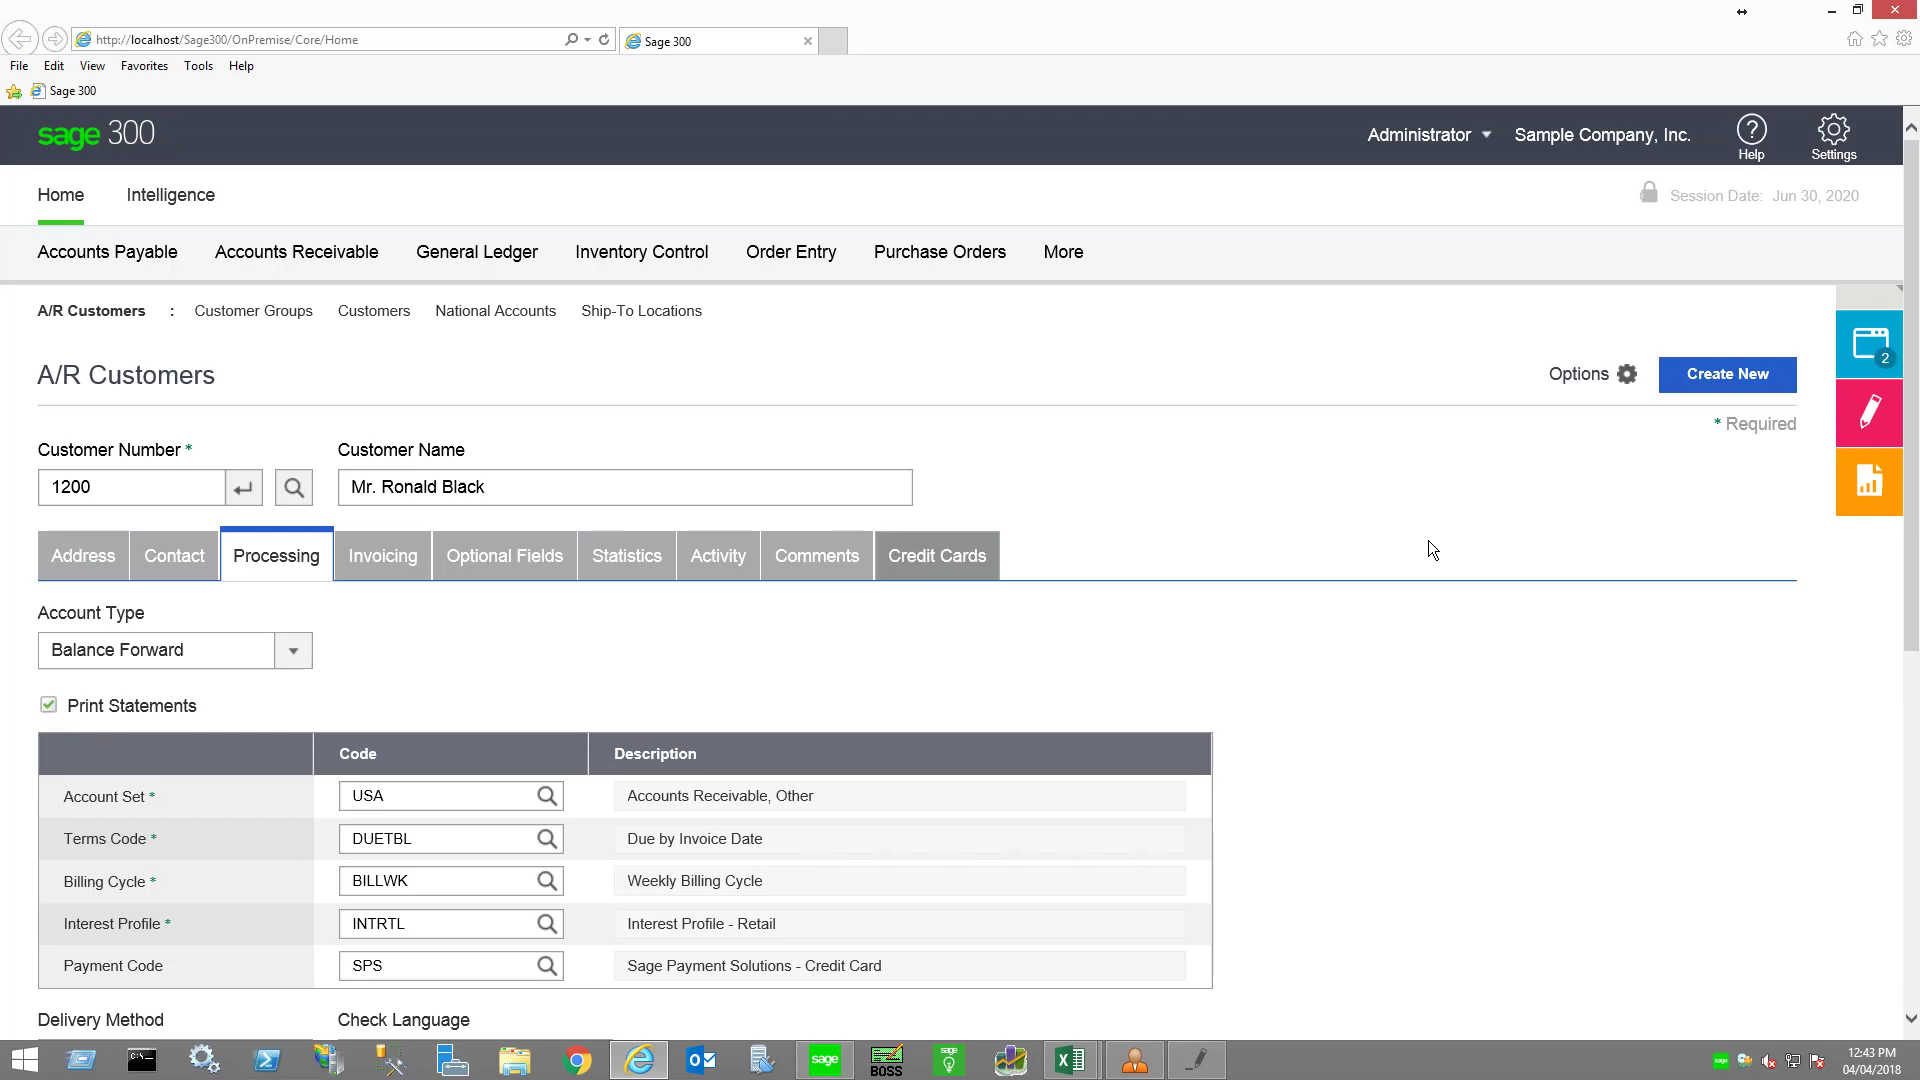 http://localhost/Sage300/OnPremise/Core/Home
Sage 300
File Edit View Favorites Tools Help
Sage 300
sage 300
Administrator Sample Company, Inc. Help Settings
Home Intelligence
Session Date: Jun 30, 2020
Accounts Payable Accounts Receivable General Ledger Inventory Control Order Entry Purchase Orders More
A/R Customers : Customer Groups Customers National Accounts Ship-To Locations
2
A/R Customers
Options Create New
* Required
Customer Number * Customer Name
1200 Mr. Ronald Black
Address Contact Processing Invoicing Optional Fields Statistics Activity Comments Credit Cards
Account Type
Balance Forward
Print Statements
Code Description
Account Set * USA Accounts Receivable, Other
Terms Code * DUETBL Due by Invoice Date
Billing Cycle * BILLWK Weekly Billing Cycle
Interest Profile * INTRTL Interest Profile - Retail
Payment Code SPS Sage Payment Solutions - Credit Card
Delivery Method Check Language
sage
BOSS
sage
12:43 PM
04/04/2018